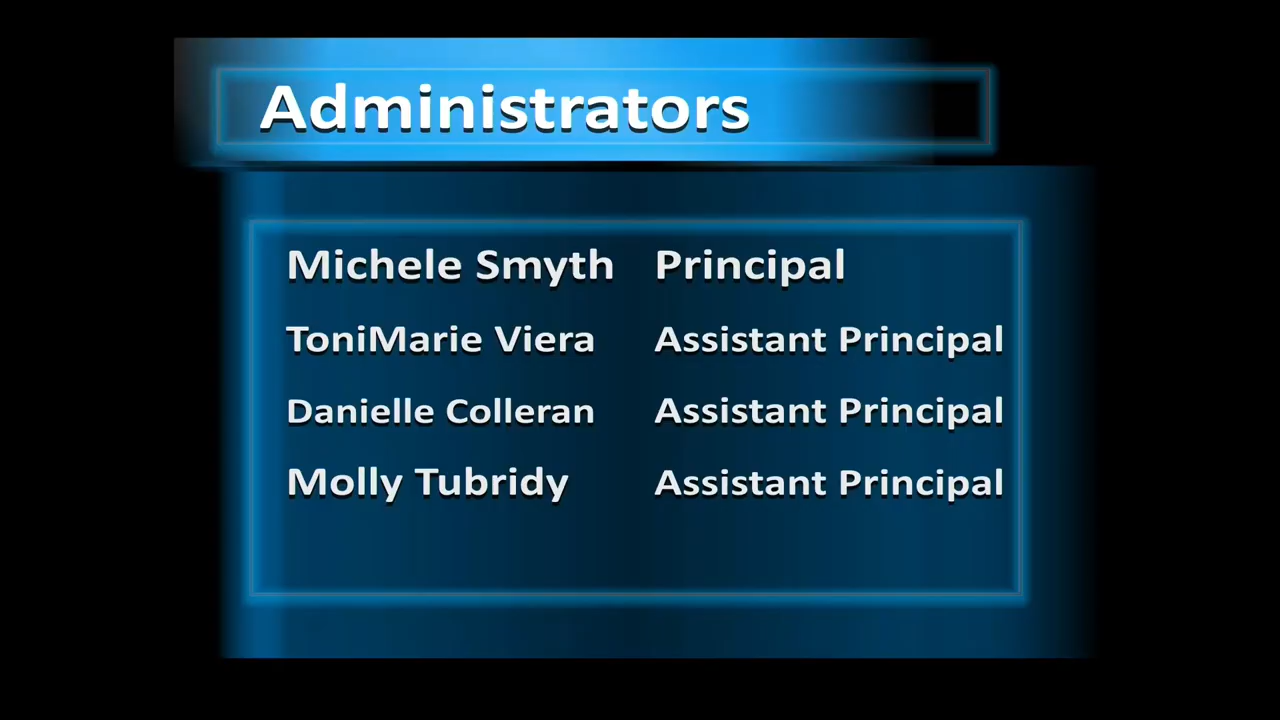 Administrators
Michele Smyth Principal
ToniMarie Viera Assistant Principal
Danielle Colleran Assistant Principal
Molly Tubridy Assistant Principal